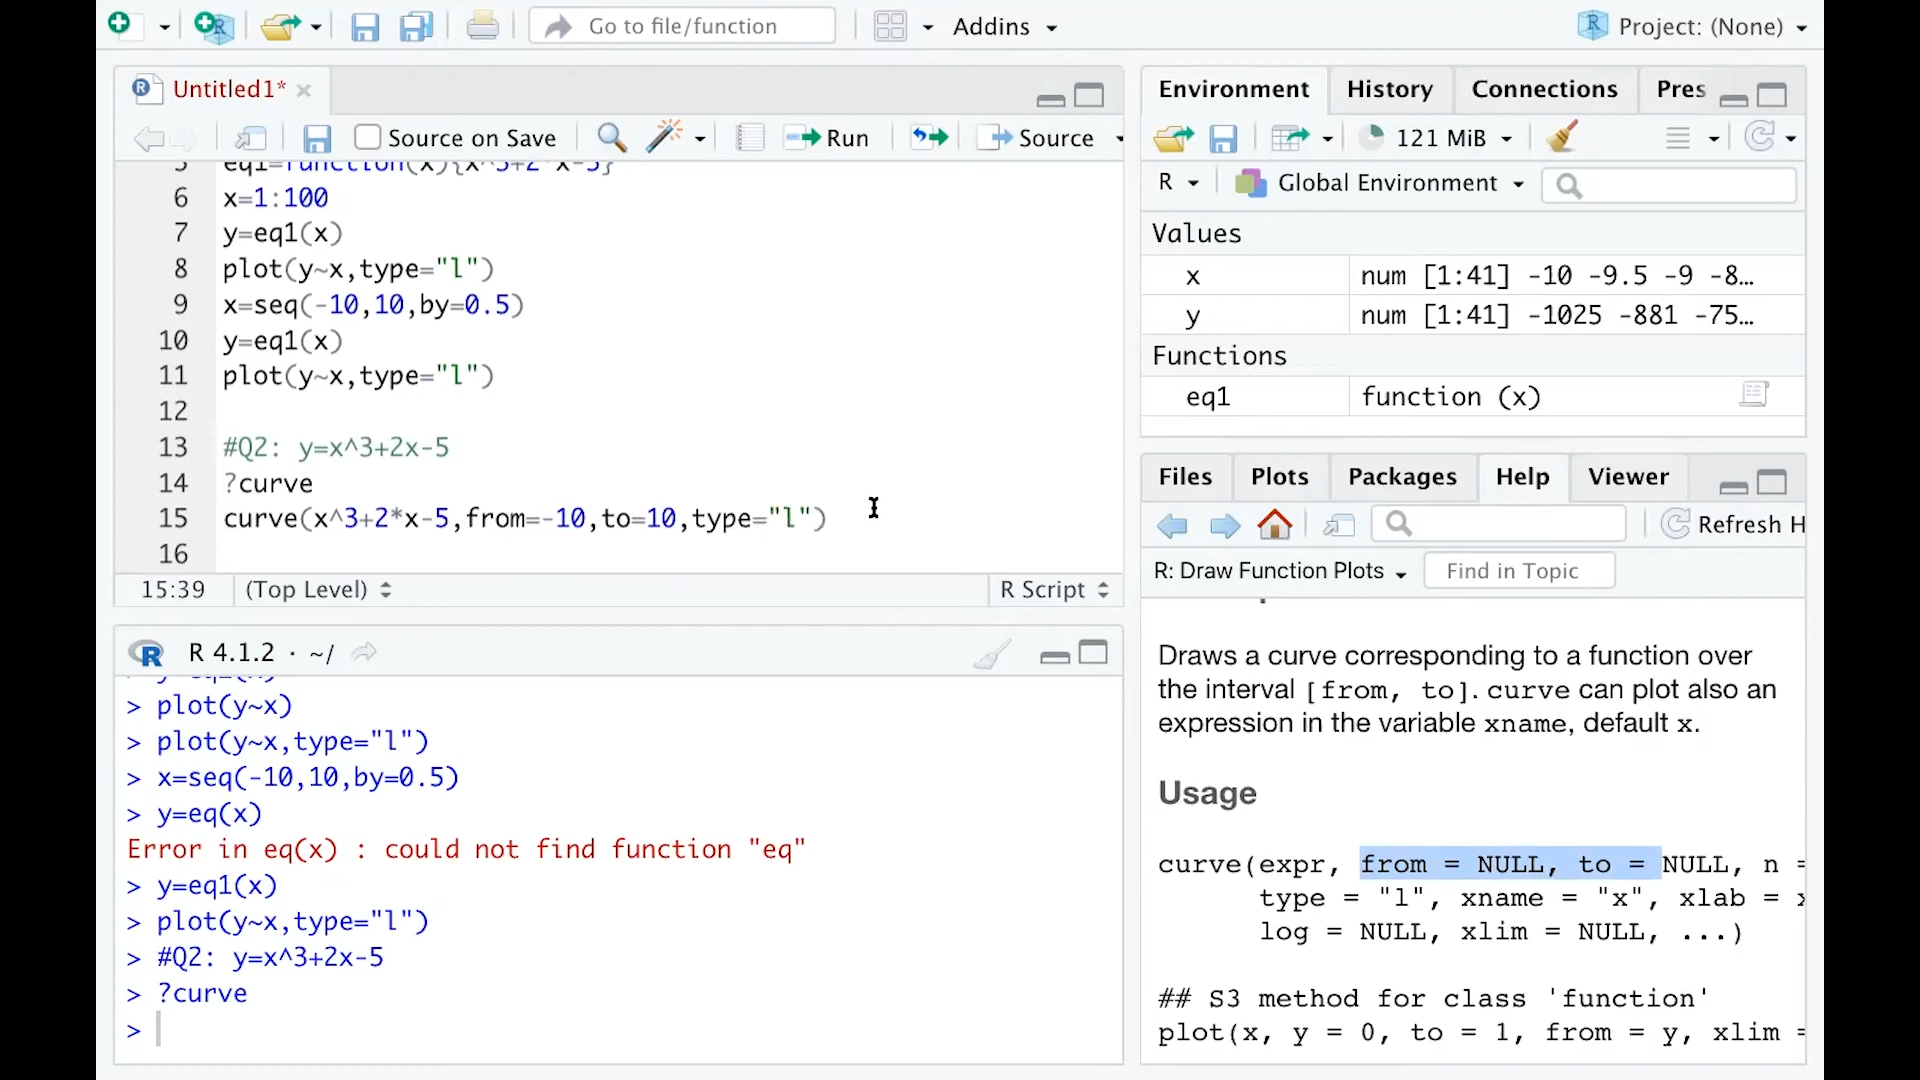 Go to file/function
Addins
Project: (None)
Untitled1*
Source on Save
Run
Source
5 eq1=function(x){x^3+2*x-5}
6 x=1:100
7 y=eq1(x)
8 plot(y~x,type="l")
9 x=seq(-10,10,by=0.5)
10 y=eq1(x)
11 plot(y~x,type="l")
12
13 #Q2: y=x^3+2x-5
14 ?curve
15 curve(x^3+2*x-5,from=-10,to=10,type="l")
16
15:39 (Top Level) R Script
R 4.1.2 · ~/
> plot(y~x)
> plot(y~x,type="l")
> x=seq(-10,10,by=0.5)
> y=eq(x)
Error in eq(x) : could not find function "eq"
> y=eq1(x)
> plot(y~x,type="l")
> #Q2: y=x^3+2x-5
> ?curve
>
Environment History Connections Pres
121 MiB
R Global Environment
Values
x num [1:41] -10 -9.5 -9 -8…
y num [1:41] -1025 -881 -75…
Functions
eq1 function (x)
Files Plots Packages Help Viewer
Refresh H
R: Draw Function Plots Find in Topic
Draws a curve corresponding to a function over
the interval [from, to]. curve can plot also an
expression in the variable xname, default x.
Usage
curve(expr, from = NULL, to = NULL, n =
type = "l", xname = "x", xlab = x
log = NULL, xlim = NULL, ...)
## S3 method for class 'function'
plot(x, y = 0, to = 1, from = y, xlim =